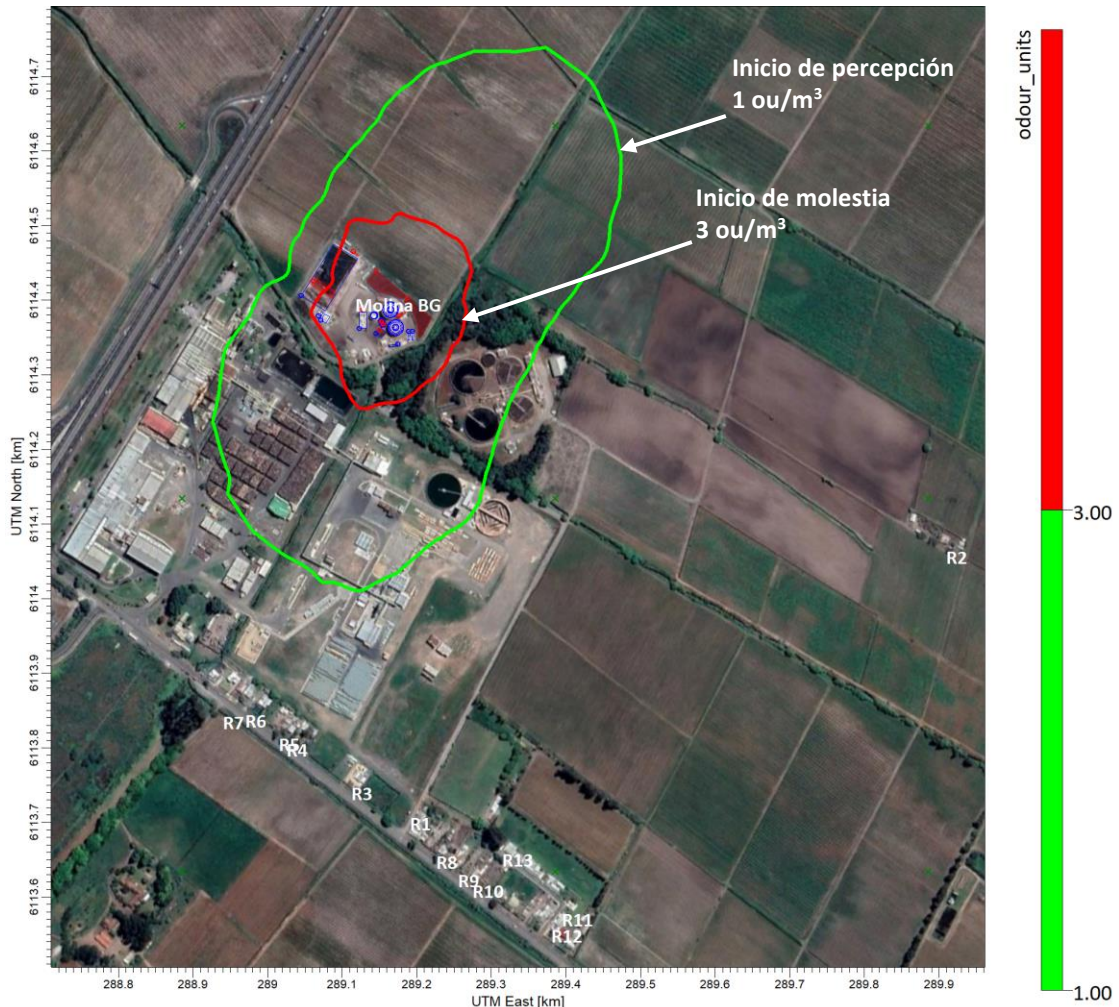 Inicio de percepción
1 ou/m³
Inicio de molestia
3 ou/m³
Molina BG
R2
R7
R6
R5
R4
R3
R1
R8
R13
R9
R10
R11
R12
UTM North [km]
6114.7
6114.6
6114.5
6114.4
6114.3
6114.2
6114.1
6114
6113.9
6113.8
6113.7
6113.6
288.8
288.9
289
289.1
289.2
289.3
289.4
289.5
289.6
289.7
289.8
289.9
UTM East [km]
odour_units
3.00
1.00